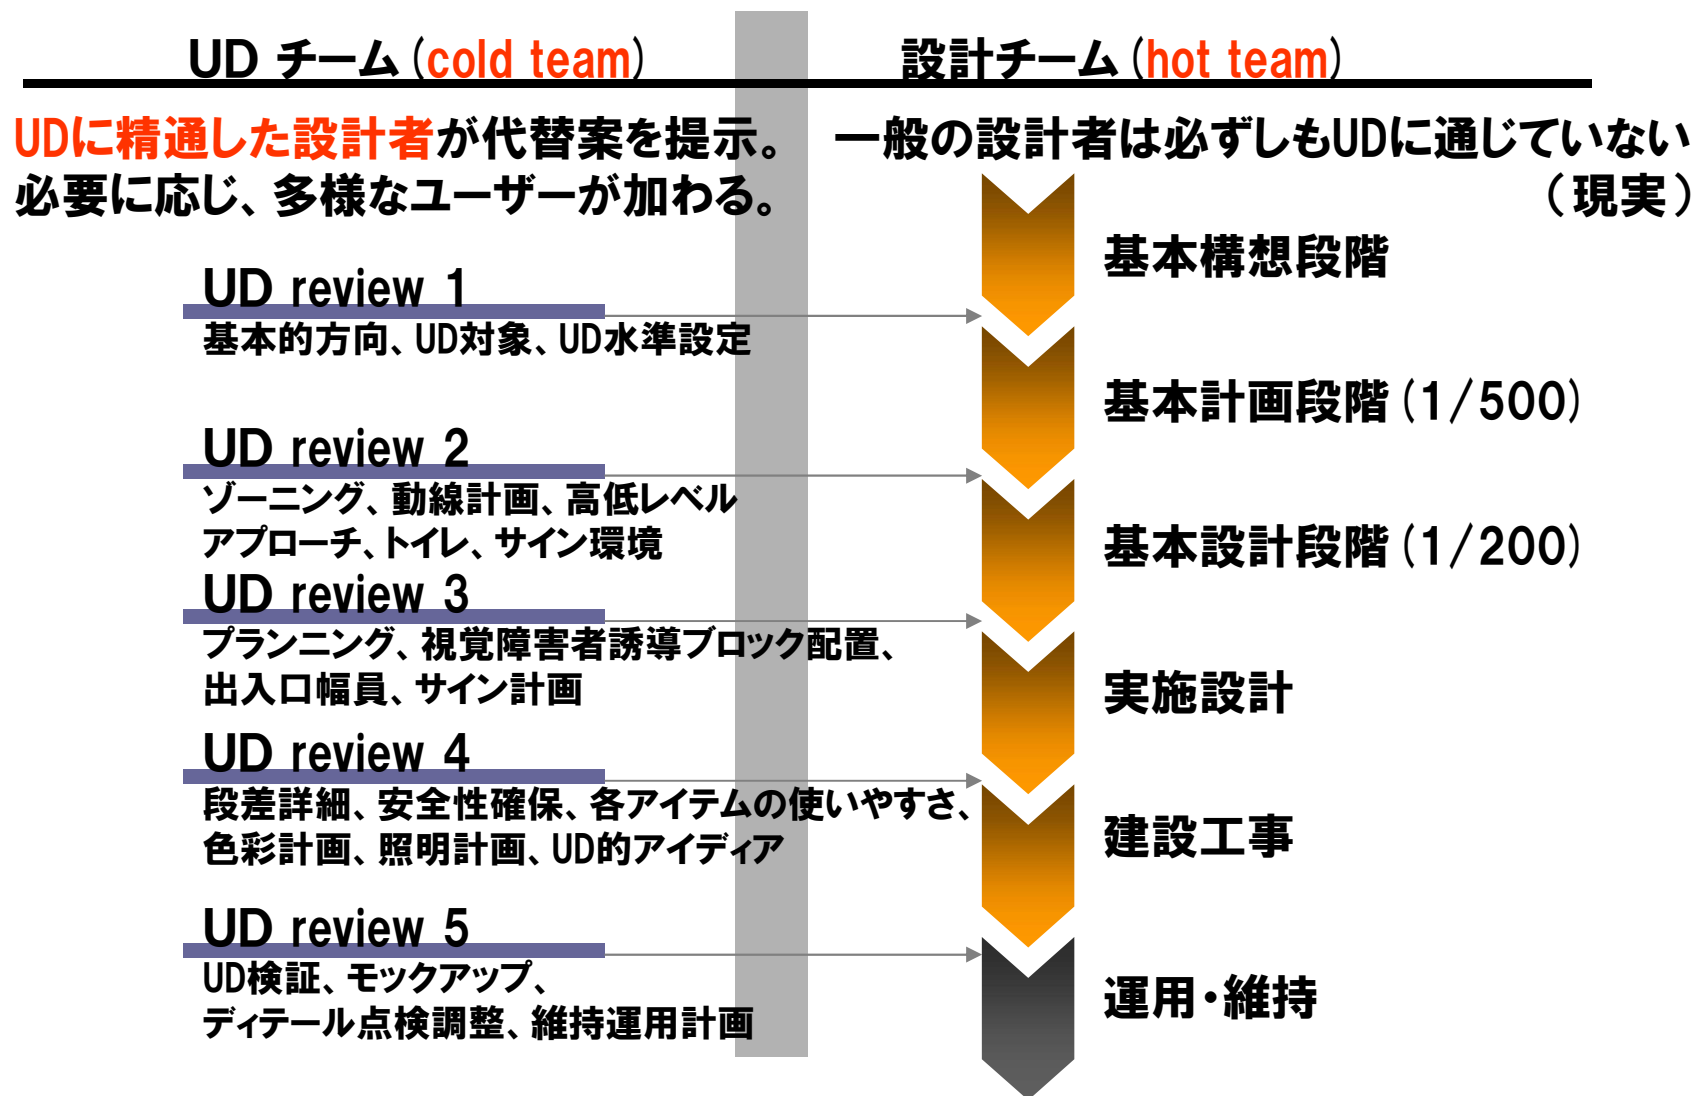 UD チーム(cold team)
設計チーム(hot team)
UDに精通した設計者が代替案を提示。
必要に応じ、多様なユーザーが加わる。
一般の設計者は必ずしもUDに通じていない
（現実）
UD review 1
基本的方向、UD対象、UD水準設定
UD review 2
ゾーニング、動線計画、高低レベル
アプローチ、トイレ、サイン環境
UD review 3
プランニング、視覚障害者誘導ブロック配置、
出入口幅員、サイン計画
UD review 4
段差詳細、安全性確保、各アイテムの使いやすさ、
色彩計画、照明計画、UD的アイディア
UD review 5
UD検証、モックアップ、
ディテール点検調整、維持運用計画
基本構想段階
基本計画段階(1/500)
基本設計段階(1/200)
実施設計
建設工事
運用・維持